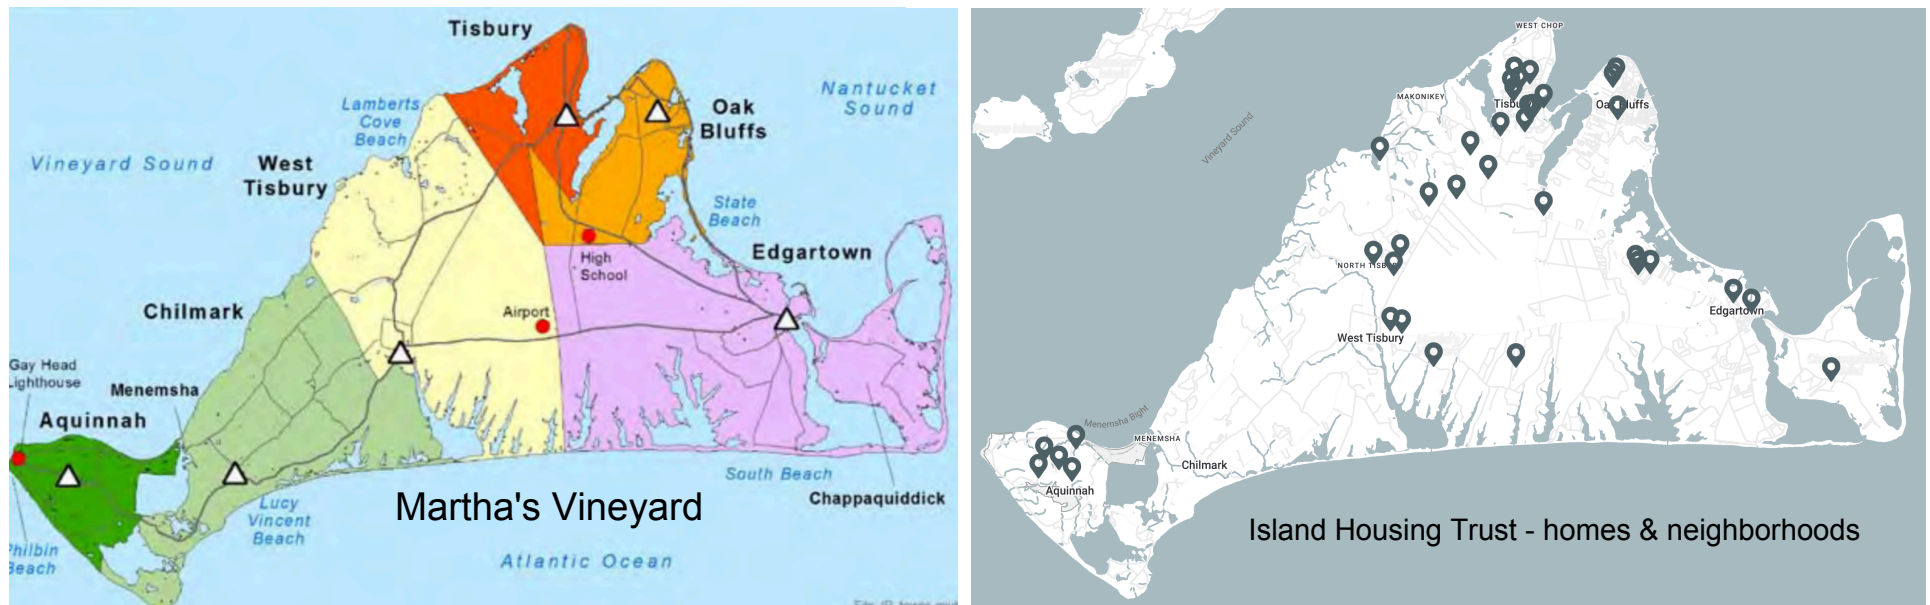 Tisbury
Nantucket
Sound
Oak
Bluffs
Lamberts
Cove
Beach
Vineyard Sound
West
Tisbury
State
Beach
Edgartown
High
School
Chilmark
Airport
Gay Head
Lighthouse
Menemsha
Aquinnah
South Beach
Chappaquiddick
Martha's Vineyard
Lucy
Vincent
Beach
Philbin
Beach
Atlantic Ocean
WEST CHOP
MAKONIKEY
Oak Bluffs
Vineyard Sound
Edgartown
West Tisbury
Menemsha Bight
MENEMSHA
Chilmark
Aquinnah
Island Housing Trust - homes & neighborhoods